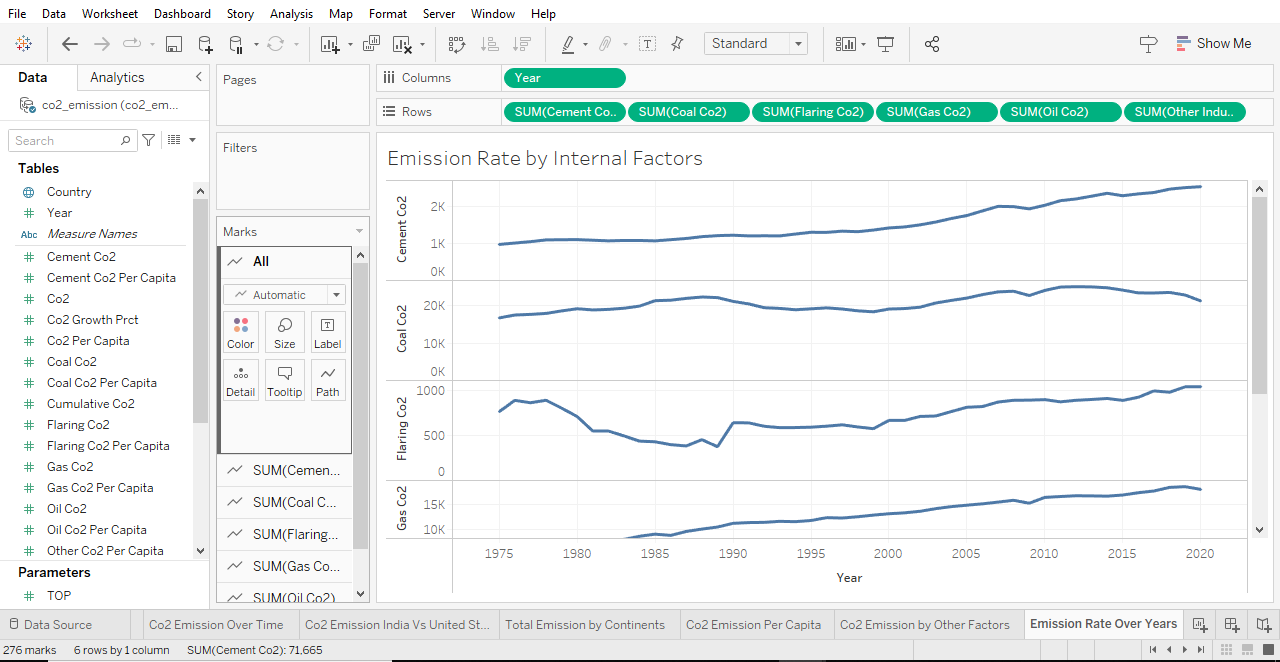 File Data Worksheet Dashboard Story Analysis Map Format Server Window Help
Standard
Show Me
Data Analytics
co2_emission (co2_em...
Search
Tables
Country
Year
Abc Measure Names
Cement Co2
Cement Co2 Per Capita
Co2
Co2 Growth Prct
Co2 Per Capita
Coal Co2
Coal Co2 Per Capita
Cumulative Co2
Flaring Co2
Flaring Co2 Per Capita
Gas Co2
Gas Co2 Per Capita
Oil Co2
Oil Co2 Per Capita
Other Co2 Per Capita
Parameters
TOP
Pages
Filters
Marks
All
Automatic
Color Size Label
Detail Tooltip Path
SUM(Cemen...
SUM(Coal C...
SUM(Flaring...
SUM(Gas Co...
SUM(Oil Co2)
Columns Year
Rows SUM(Cement Co.. SUM(Coal Co2) SUM(Flaring Co2) SUM(Gas Co2) SUM(Oil Co2) SUM(Other Indu..
Emission Rate by Internal Factors
Cement Co2
2K
1K
0K
Coal Co2
20K
10K
0K
Flaring Co2
1000
500
0
Gas Co2
15K
10K
1975 1980 1985 1990 1995 2000 2005 2010 2015 2020
Year
Data Source Co2 Emission Over Time Co2 Emission India Vs United St... Total Emission by Continents Co2 Emission Per Capita Co2 Emission by Other Factors Emission Rate Over Years
276 marks 6 rows by 1 column SUM(Cement Co2): 71,665